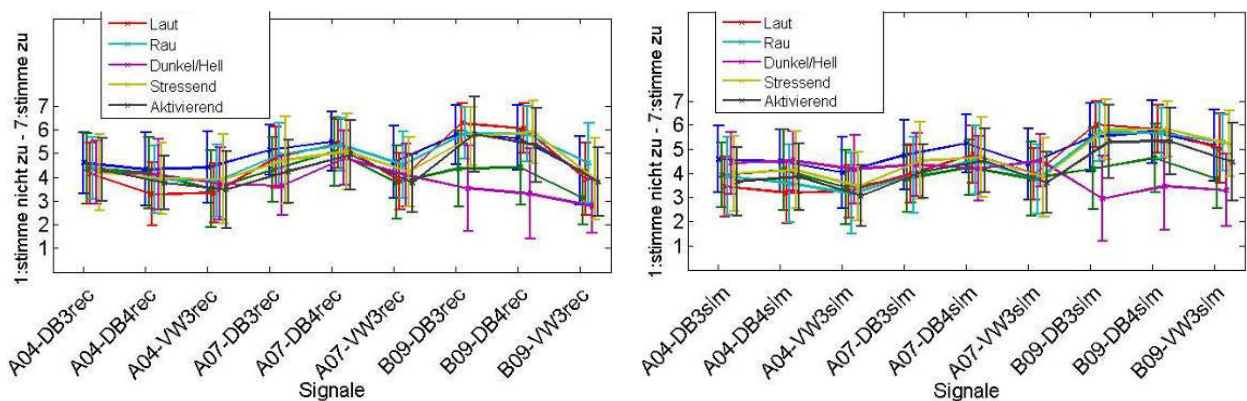 Laut
Rau
Dunkel/Hell
Stressend
Aktivierend
1:stimme nicht zu - 7:stimme zu
7
6
5
4
3
2
1
A04-DB3rec
A04-DB4rec
A04-VW3rec
A07-DB3rec
A07-DB4rec
A07-VW3rec
B09-DB3rec
B09-DB4rec
B09-VW3rec
Signale
Laut
Rau
Dunkel/Hell
Stressend
Aktivierend
1:stimme nicht zu - 7:stimme zu
7
6
5
4
3
2
1
A04-DB3sim
A04-DB4sim
A04-VW3sim
A07-DB3sim
A07-DB4sim
A07-VW3sim
B09-DB3sim
B09-DB4sim
B09-VW3sim
Signale